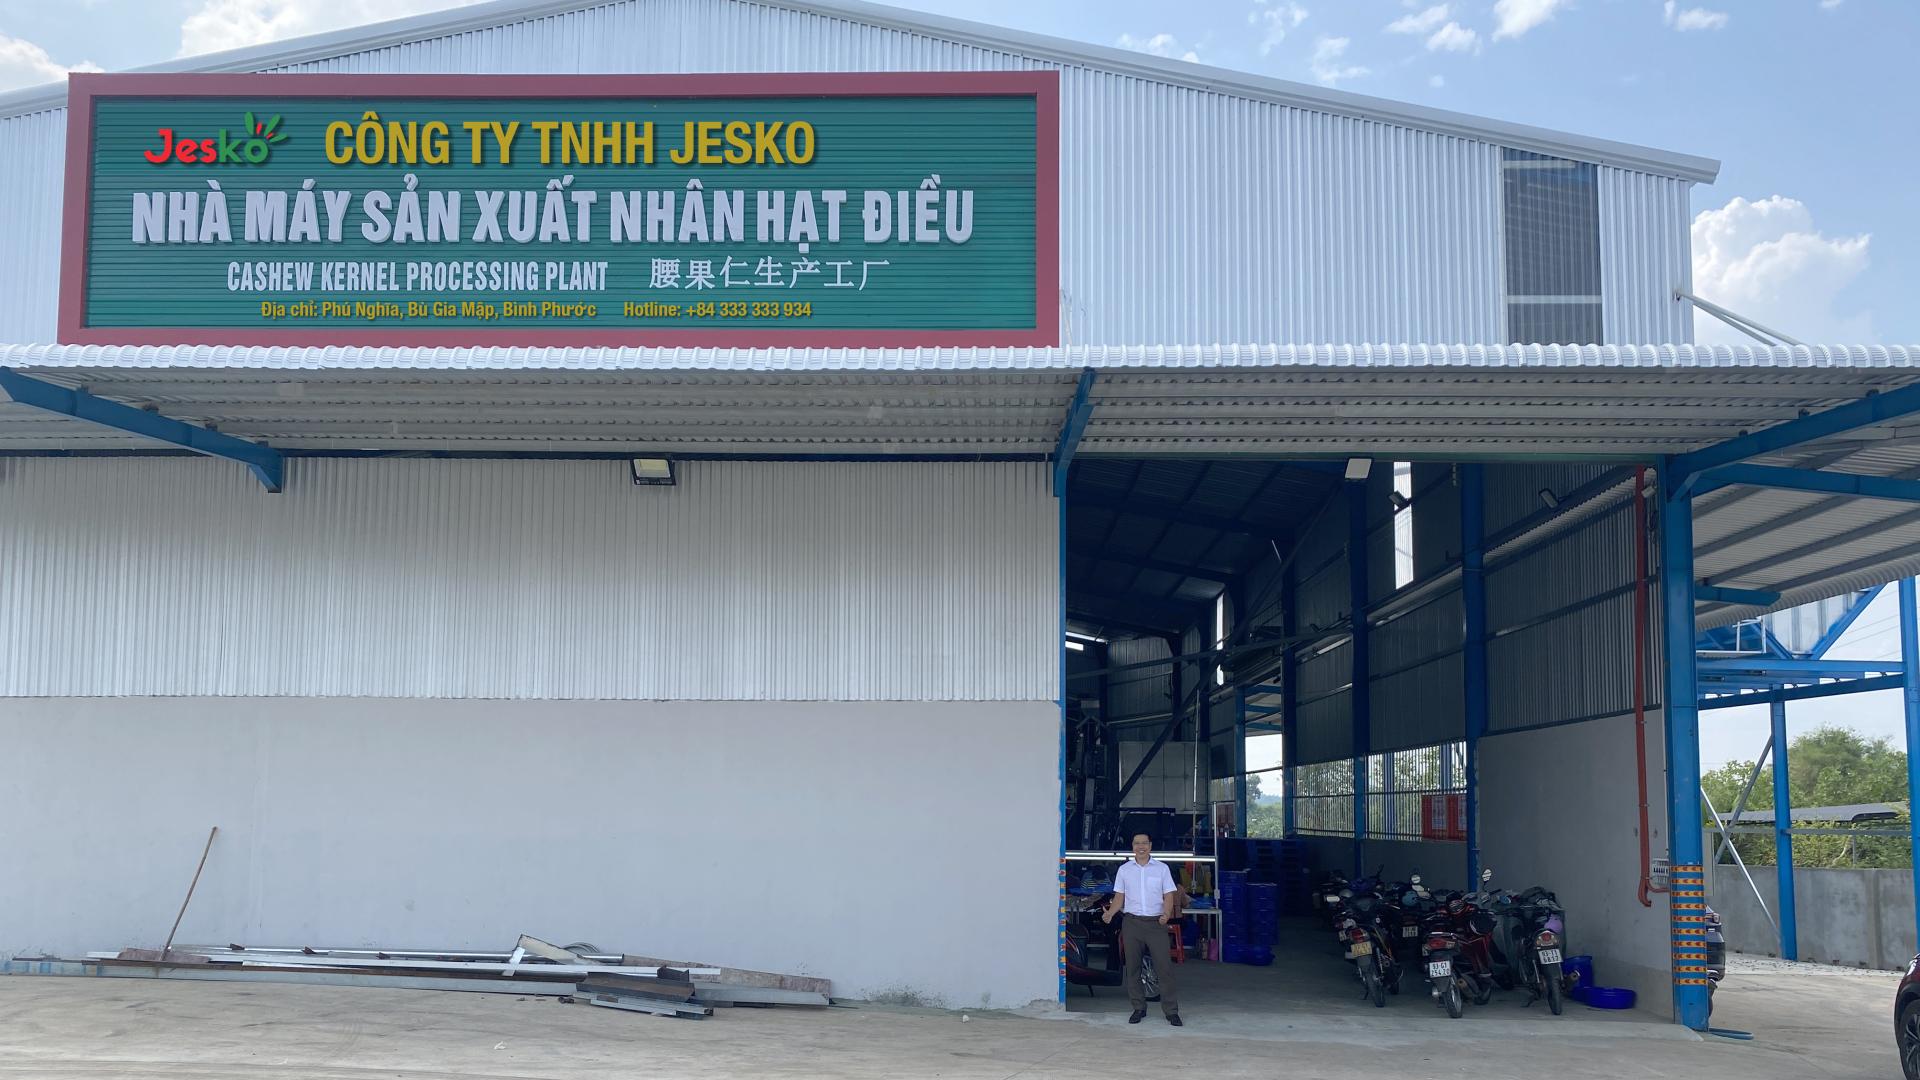 Jesko CÔNG TY TNHH JESKO
NHÀ MÁY SẢN XUẤT NHÂN HẠT ĐIỀU
CASHEW KERNEL PROCESSING PLANT 腰果仁生产工厂
Địa chỉ: Phú Nghĩa, Bù Gia Mập, Bình Phước Hotline: +84 333 333 934